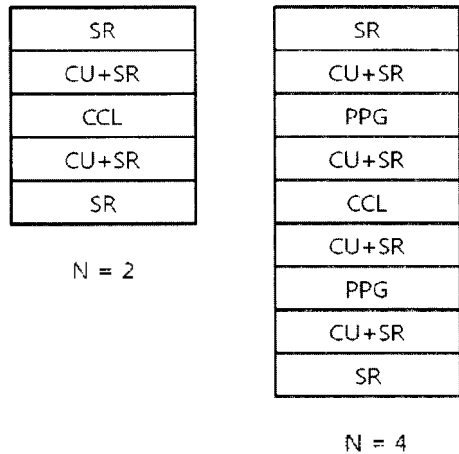 SR
CU+SR
CCL
CU+SR
SR
N = 2
SR
CU+SR
PPG
CU+SR
CCL
CU+SR
PPG
CU+SR
SR
N = 4